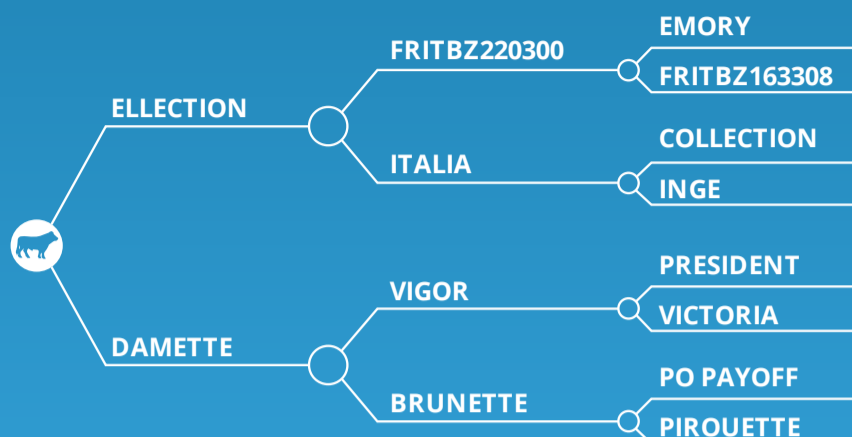 EMORY
FRITBZ220300
FRITBZ163308
ELLECTION
COLLECTION
ITALIA
INGE
PRESIDENT
VIGOR
VICTORIA
DAMETTE
PO PAYOFF
BRUNETTE
PIROUETTE